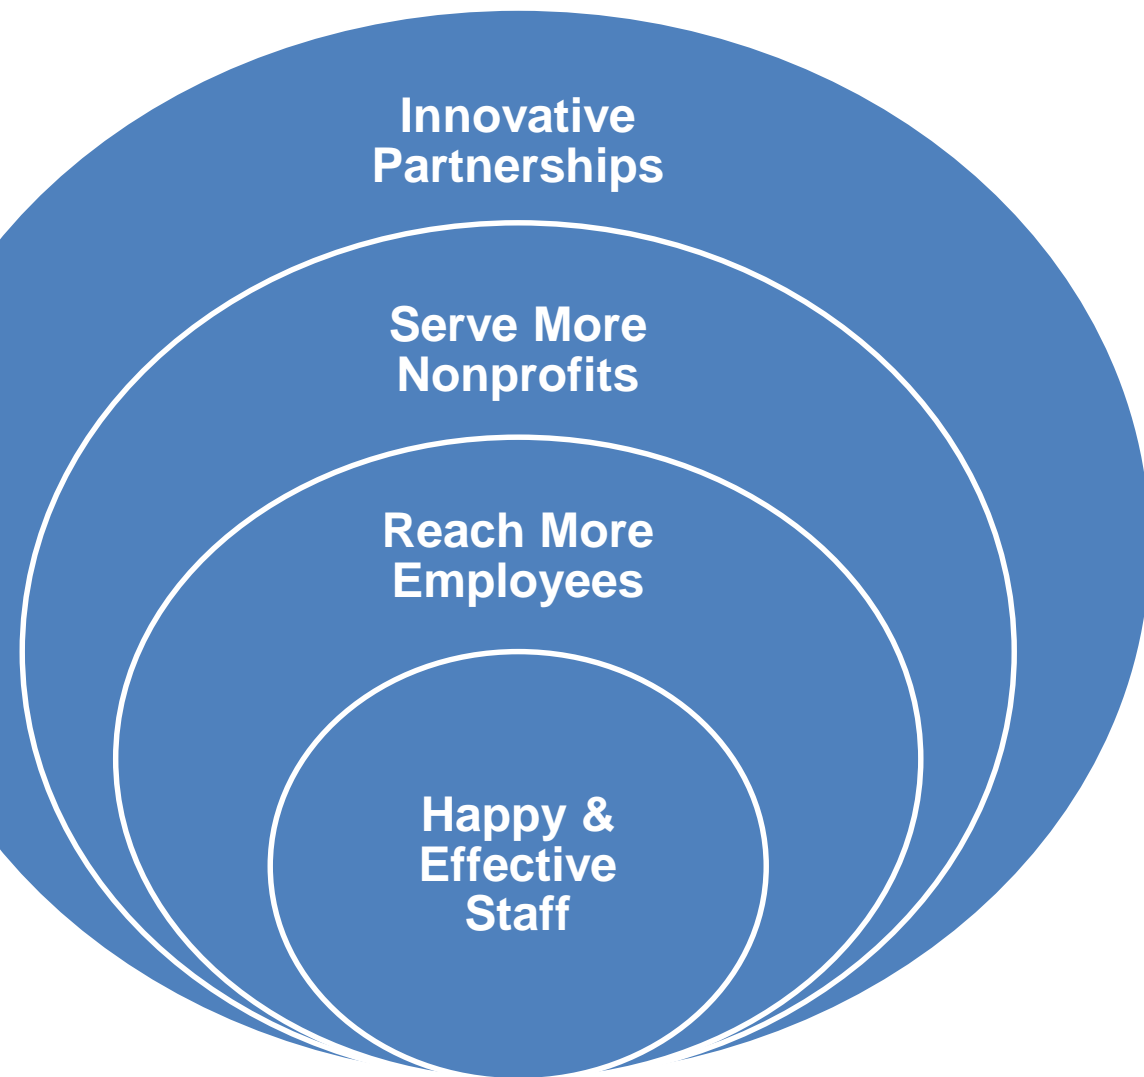 Innovative
Partnerships
Serve More
Nonprofits
Reach More
Employees
Happy &
Effective
Staff